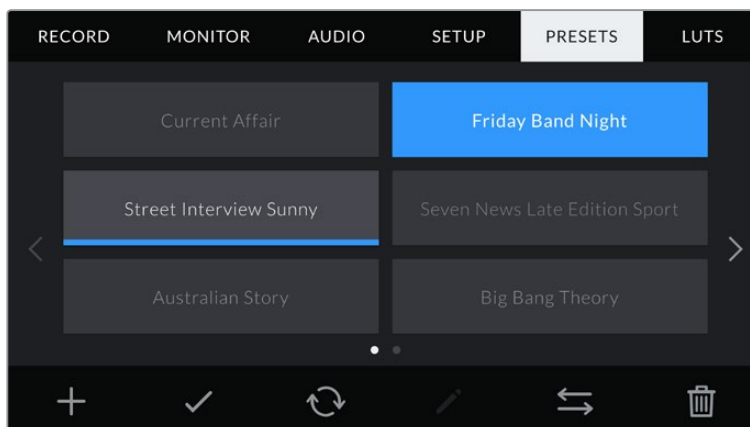 RECORD MONITOR AUDIO SETUP PRESETS LUTS
Current Affair Friday Band Night
Street Interview Sunny Seven News Late Edition Sport
Australian Story Big Bang Theory